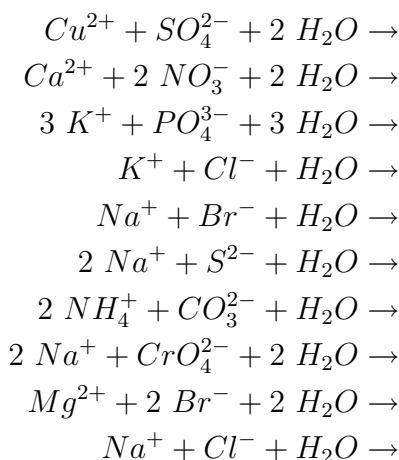 Cu²⁺ + SO₄²⁻ + 2 H₂O →
Ca²⁺ + 2 NO₃⁻ + 2 H₂O →
3 K⁺ + PO₄³⁻ + 3 H₂O →
K⁺ + Cl⁻ + H₂O →
Na⁺ + Br⁻ + H₂O →
2 Na⁺ + S²⁻ + H₂O →
2 NH₄⁺ + CO₃²⁻ + H₂O →
2 Na⁺ + CrO₄²⁻ + 2 H₂O →
Mg²⁺ + 2 Br⁻ + 2 H₂O →
Na⁺ + Cl⁻ + H₂O →